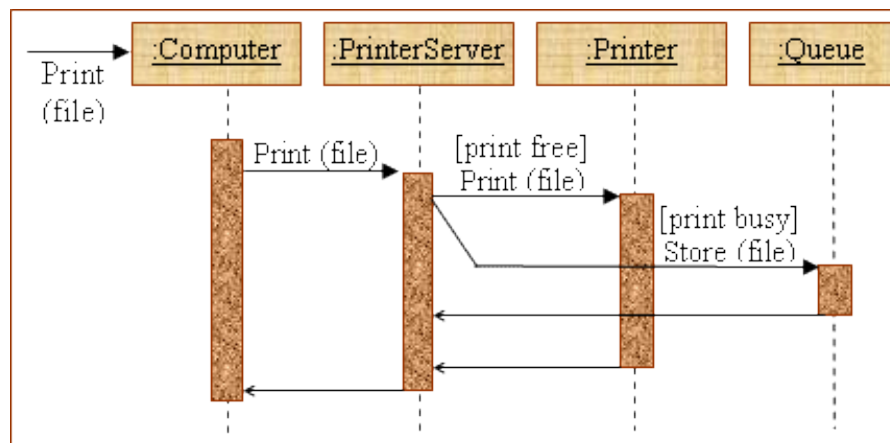 :Computer
:PrinterServer
:Printer
:Queue
Print
(file)
Print (file)
[print free]
Print (file)
[print busy]
Store (file)